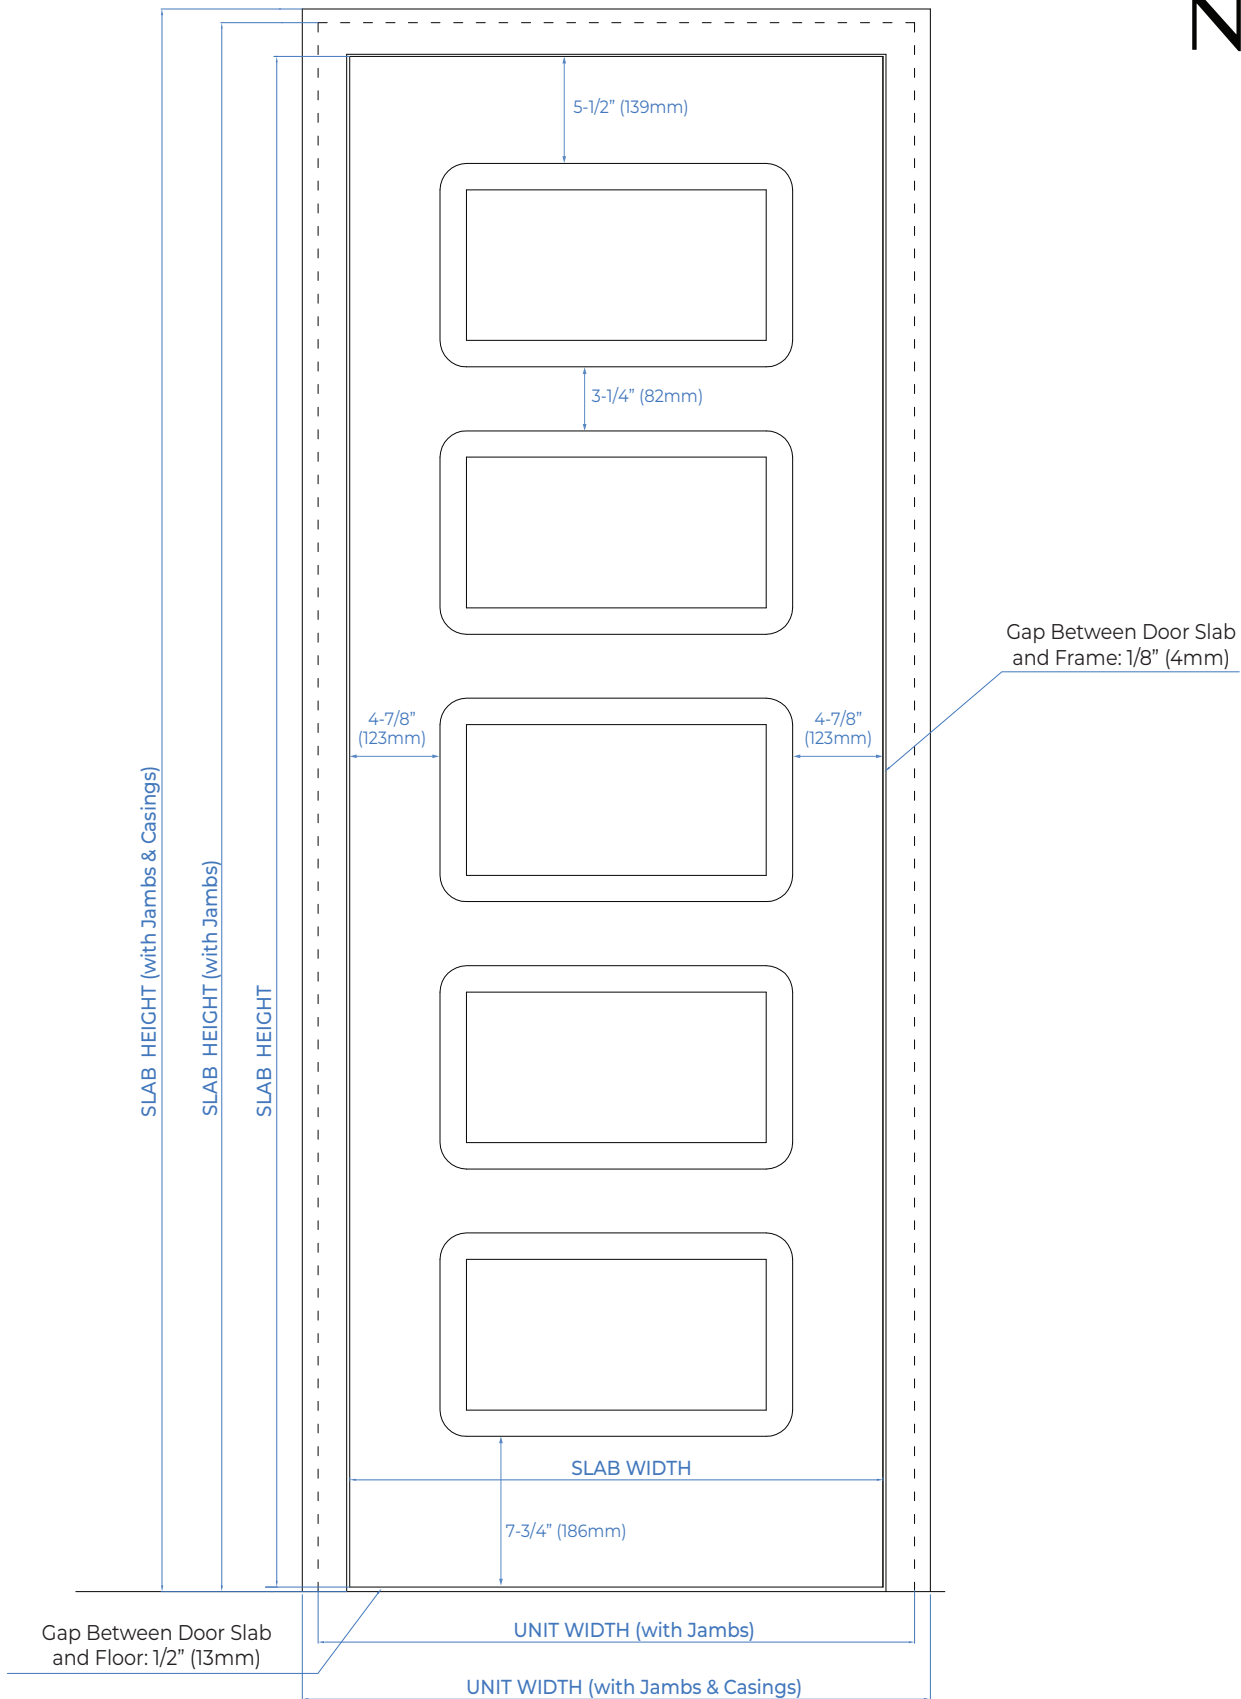 N
5-1/2” (139mm)
3-1/4” (82mm)
Gap Between Door Slab
and Frame: 1/8” (4mm)
4-7/8”
(123mm)
4-7/8”
(123mm)
SLAB HEIGHT (with Jambs & Casings)
SLAB HEIGHT (with Jambs)
SLAB HEIGHT
SLAB WIDTH
7-3/4” (186mm)
Gap Between Door Slab
and Floor: 1/2” (13mm)
UNIT WIDTH (with Jambs)
UNIT WIDTH (with Jambs & Casings)